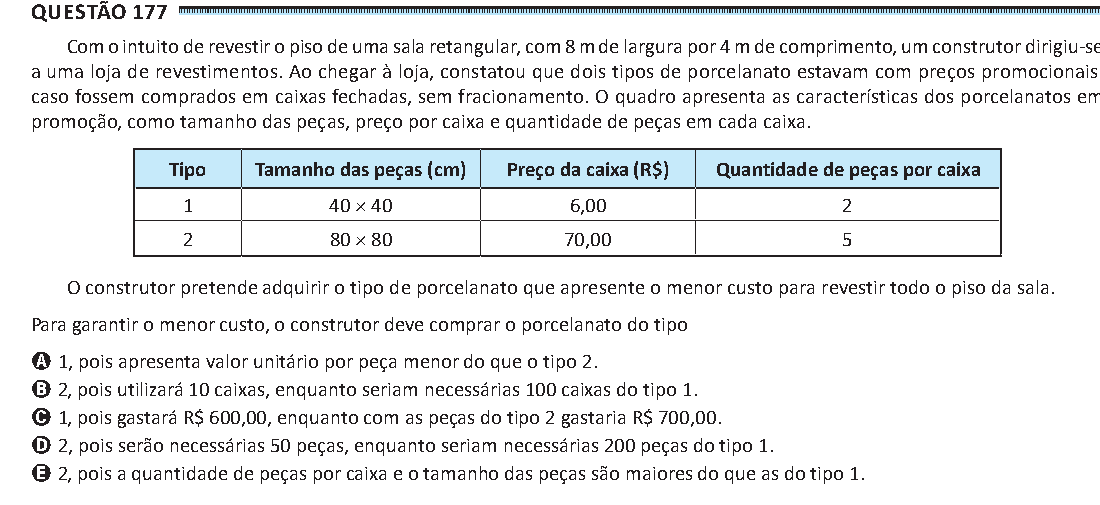 QUESTÃO 177
Com o intuito de revestir o piso de uma sala retangular, com 8 m de largura por 4 m de comprimento, um construtor dirigiu-se
a uma loja de revestimentos. Ao chegar à loja, constatou que dois tipos de porcelanato estavam com preços promocionais
caso fossem comprados em caixas fechadas, sem fracionamento. O quadro apresenta as características dos porcelanatos em
promoção, como tamanho das peças, preço por caixa e quantidade de peças em cada caixa.
Tipo Tamanho das peças (cm) Preço da caixa (R$) Quantidade de peças por caixa
1 40 × 40 6,00 2
2 80 × 80 70,00 5
O construtor pretende adquirir o tipo de porcelanato que apresente o menor custo para revestir todo o piso da sala.
Para garantir o menor custo, o construtor deve comprar o porcelanato do tipo
A 1, pois apresenta valor unitário por peça menor do que o tipo 2.
B 2, pois utilizará 10 caixas, enquanto seriam necessárias 100 caixas do tipo 1.
C 1, pois gastará R$ 600,00, enquanto com as peças do tipo 2 gastaria R$ 700,00.
D 2, pois serão necessárias 50 peças, enquanto seriam necessárias 200 peças do tipo 1.
E 2, pois a quantidade de peças por caixa e o tamanho das peças são maiores do que as do tipo 1.